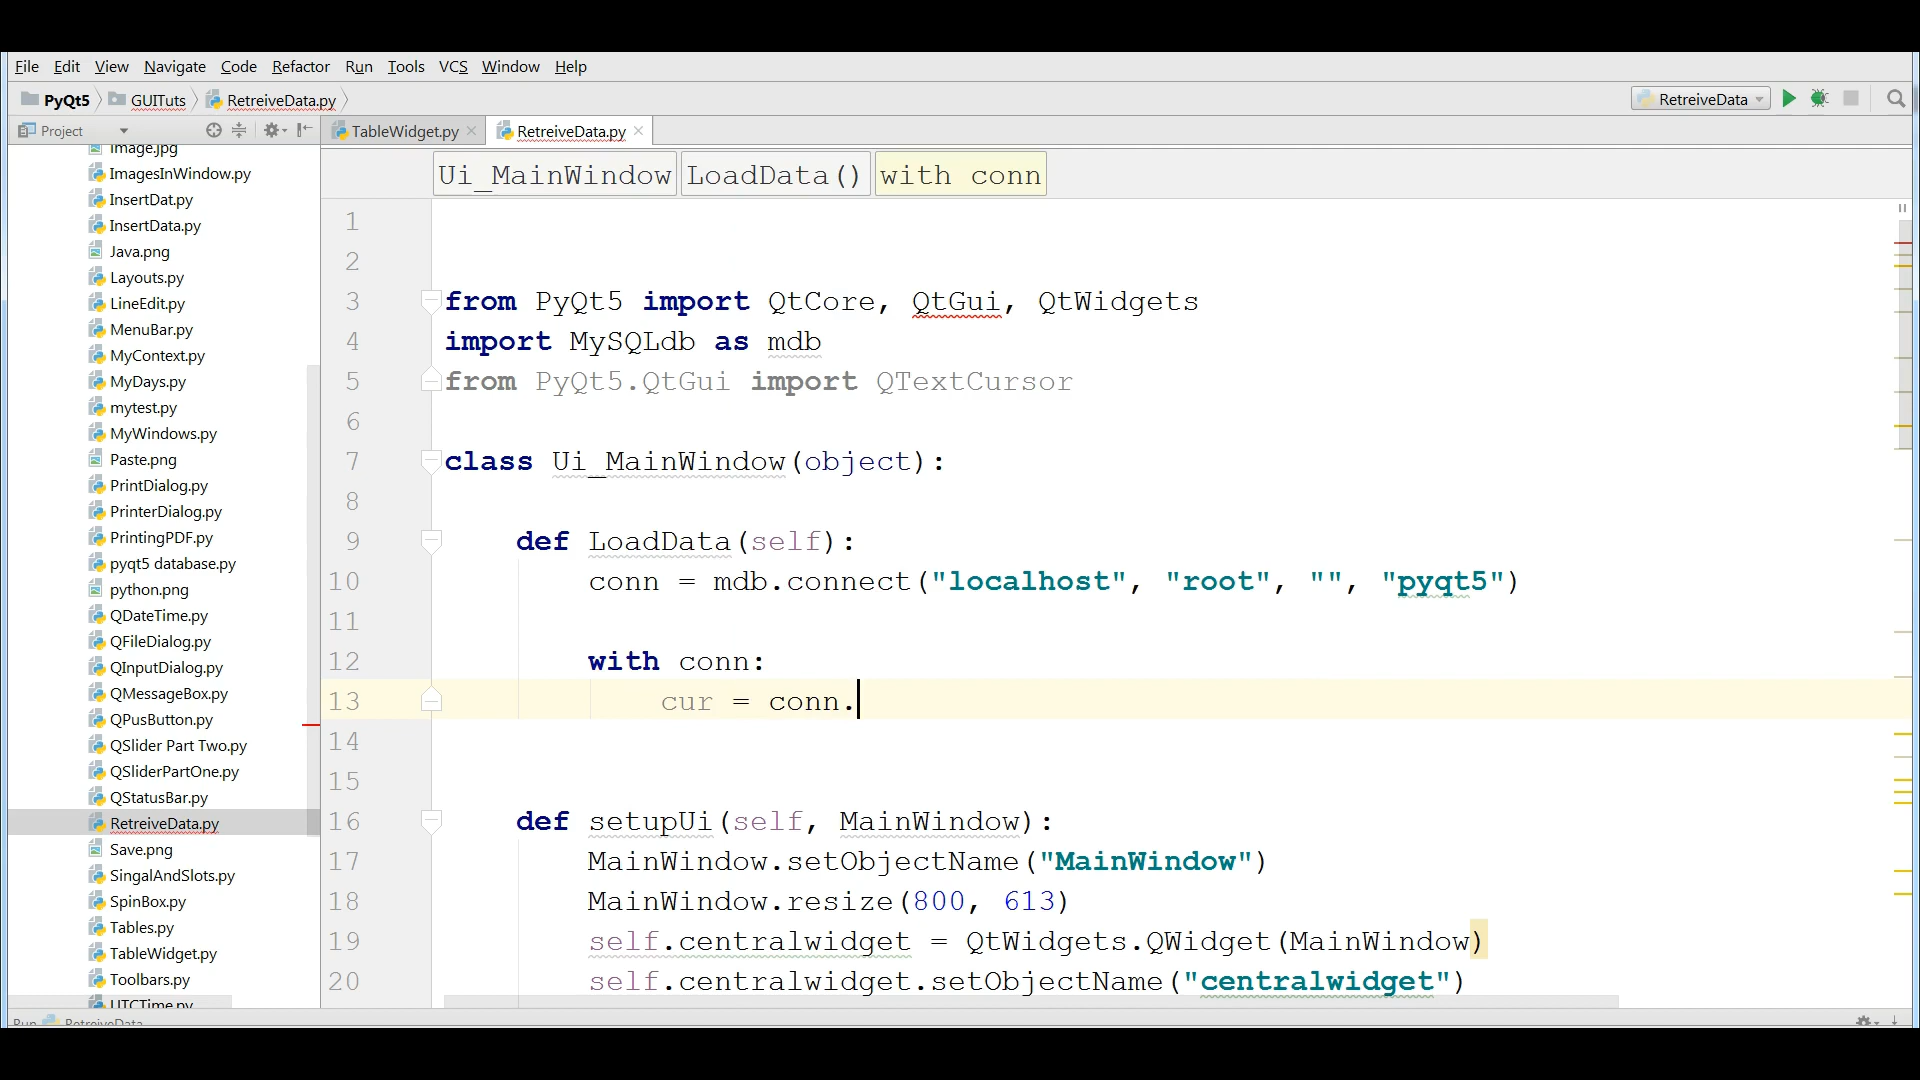 File Edit View Navigate Code Refactor Run Tools VCS Window Help
PyQt5 GUITuts RetreiveData.py RetreiveData
Project TableWidget.py RetreiveData.py
Ui_MainWindow LoadData() with conn
Image.jpg
ImagesInWindow.py
InsertDat.py
InsertData.py
Java.png
Layouts.py
LineEdit.py
MenuBar.py
MyContext.py
MyDays.py
mytest.py
MyWindows.py
Paste.png
PrintDialog.py
PrinterDialog.py
PrintingPDF.py
pyqt5 database.py
python.png
QDateTime.py
QFileDialog.py
QInputDialog.py
QMessageBox.py
QPusButton.py
QSlider Part Two.py
QSliderPartOne.py
QStatusBar.py
RetreiveData.py
Save.png
SingalAndSlots.py
SpinBox.py
Tables.py
TableWidget.py
Toolbars.py
UTCTime.py
1
2
3 from PyQt5 import QtCore, QtGui, QtWidgets
4 import MySQLdb as mdb
5 from PyQt5.QtGui import QTextCursor
6
7 class Ui_MainWindow(object):
8
9 def LoadData(self):
10 conn = mdb.connect("localhost", "root", "", "pyqt5")
11
12 with conn:
13 cur = conn.
14
15
16 def setupUi(self, MainWindow):
17 MainWindow.setObjectName("MainWindow")
18 MainWindow.resize(800, 613)
19 self.centralwidget = QtWidgets.QWidget(MainWindow)
20 self.centralwidget.setObjectName("centralwidget")
Run RetreiveData